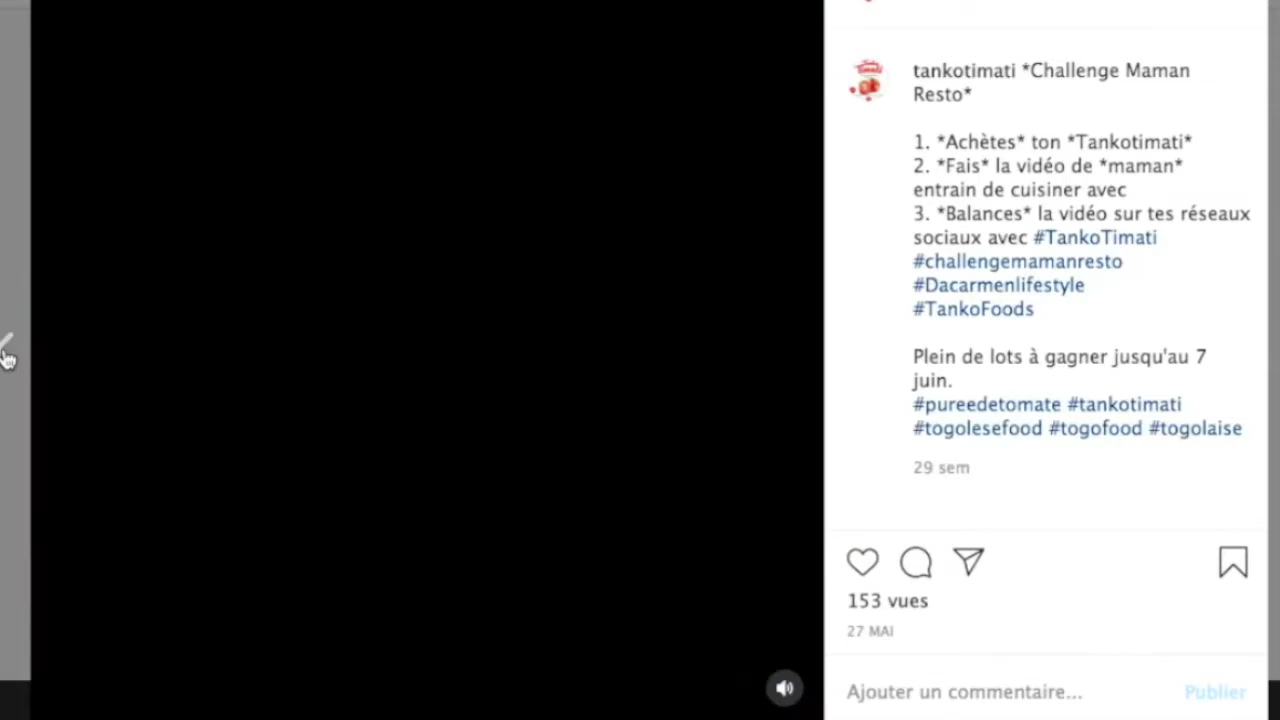 tankotimati *Challenge Maman
Resto*
1. *Achètes* ton *Tankotimati*
2. *Fais* la vidéo de *maman*
entrain de cuisiner avec
3. *Balances* la vidéo sur tes réseaux
sociaux avec #TankoTimati
#challengemamanresto
#Dacarmenlifestyle
#TankoFoods
Plein de lots à gagner jusqu'au 7
juin.
#pureedetomate #tankotimati
#togolesefood #togofood #togolaise
29 sem
153 vues
27 MAI
Ajouter un commentaire... Publier